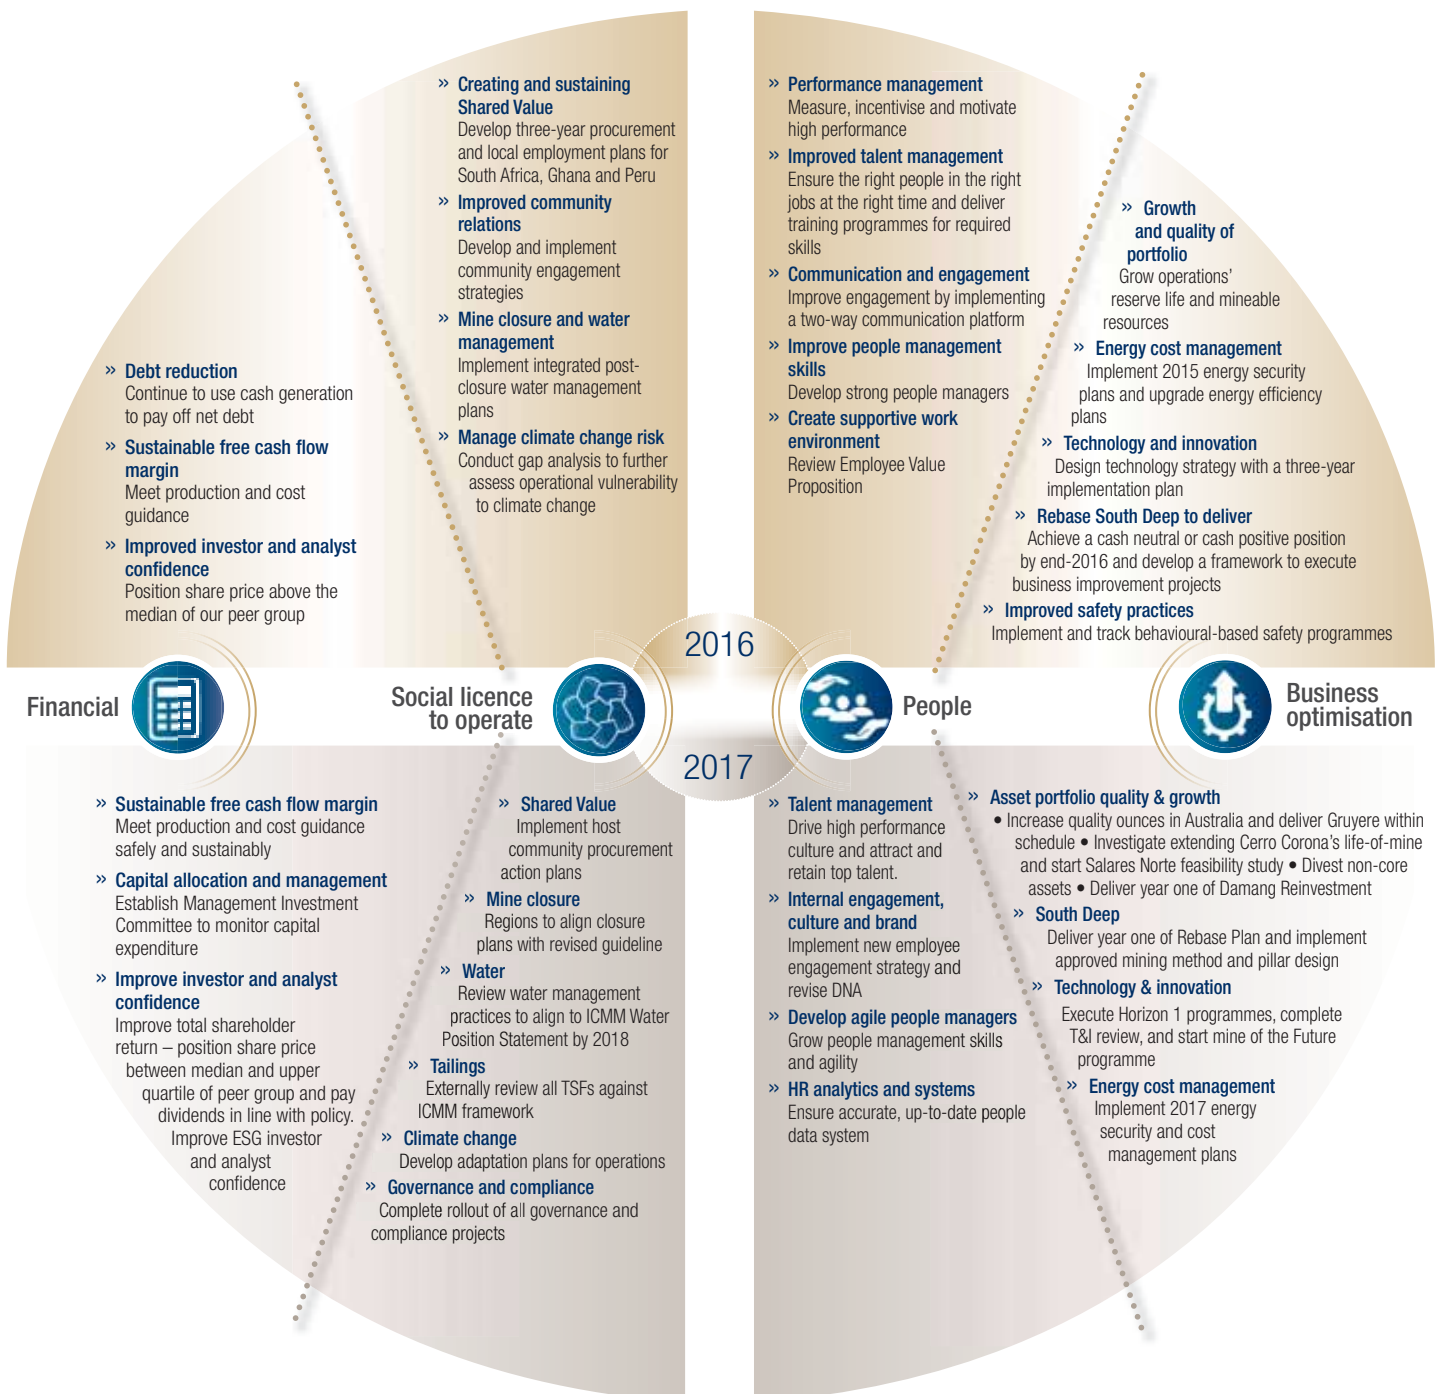 » Debt reduction
Continue to use cash generation
to pay off net debt
» Sustainable free cash flow
margin
Meet production and cost
guidance
» Improved investor and analyst
confidence
Position share price above the
median of our peer group
» Creating and sustaining
Shared Value
Develop three-year procurement
and local employment plans for
South Africa, Ghana and Peru
» Improved community
relations
Develop and implement
community engagement
strategies
» Mine closure and water
management
Implement integrated post-
closure water management
plans
» Manage climate change risk
Conduct gap analysis to further
assess operational vulnerability
to climate change
» Performance management
Measure, incentivise and motivate
high performance
» Improved talent management
Ensure the right people in the right
jobs at the right time and deliver
training programmes for required
skills
» Communication and engagement
Improve engagement by implementing
a two-way communication platform
» Improve people management
skills
Develop strong people managers
» Create supportive work
environment
Review Employee Value
Proposition
» Growth
and quality of
portfolio
Grow operations'
reserve life and mineable
resources
» Energy cost management
Implement 2015 energy security
plans and upgrade energy efficiency
plans
» Technology and innovation
Design technology strategy with a three-year
implementation plan
» Rebase South Deep to deliver
Achieve a cash neutral or cash positive position
by end-2016 and develop a framework to execute
business improvement projects
» Improved safety practices
Implement and track behavioural-based safety programmes
2016
Financial
Social licence
to operate
People
Business
optimisation
2017
» Sustainable free cash flow margin
Meet production and cost guidance
safely and sustainably
» Capital allocation and management
Establish Management Investment
Committee to monitor capital
expenditure
» Improve investor and analyst
confidence
Improve total shareholder
return – position share price
between median and upper
quartile of peer group and pay
dividends in line with policy.
Improve ESG investor
and analyst
confidence
» Shared Value
Implement host
community procurement
action plans
» Mine closure
Regions to align closure
plans with revised guideline
» Water
Review water management
practices to align to ICMM Water
Position Statement by 2018
» Tailings
Externally review all TSFs against
ICMM framework
» Climate change
Develop adaptation plans for operations
» Governance and compliance
Complete rollout of all governance and
compliance projects
» Talent management
Drive high performance
culture and attract and
retain top talent.
» Internal engagement,
culture and brand
Implement new employee
engagement strategy and
revise DNA
» Develop agile people managers
Grow people management skills
and agility
» HR analytics and systems
Ensure accurate, up-to-date people
data system
» Asset portfolio quality & growth
• Increase quality ounces in Australia and deliver Gruyere within
schedule • Investigate extending Cerro Corona's life-of-mine
and start Salares Norte feasibility study • Divest non-core
assets • Deliver year one of Damang Reinvestment
» South Deep
Deliver year one of Rebase Plan and implement
approved mining method and pillar design
» Technology & innovation
Execute Horizon 1 programmes, complete
T&I review, and start mine of the Future
programme
» Energy cost management
Implement 2017 energy
security and cost
management plans